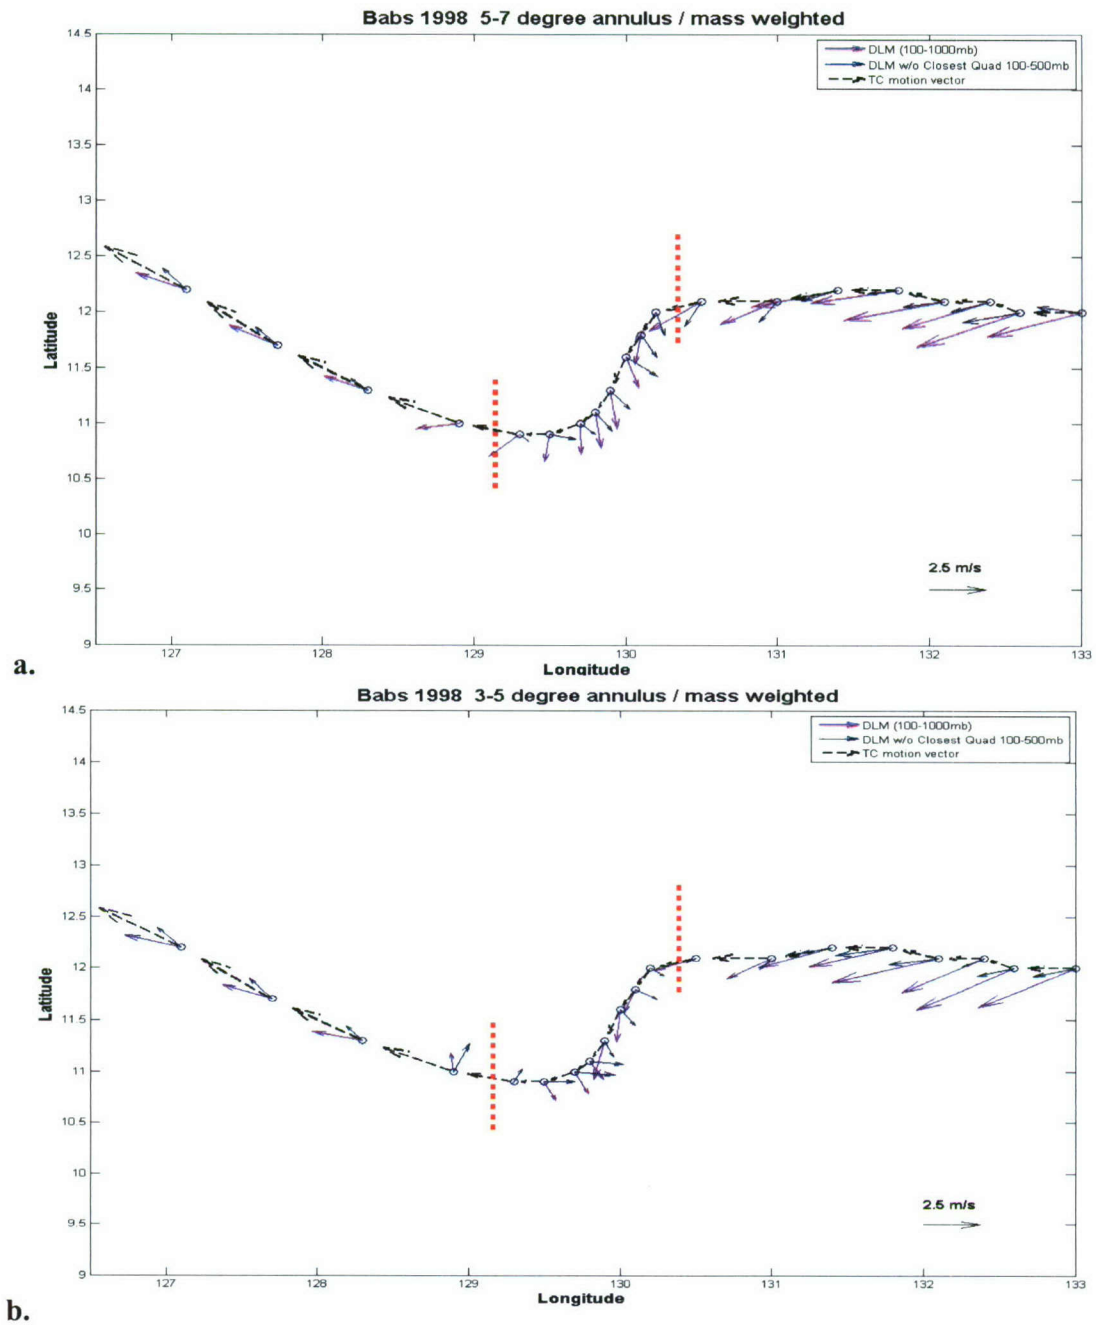 Babs 1998 5-7 degree annulus / mass weighted
14.5
DLM (100-1000mb)
DLM w/o Closest Quad 100-500mb
TC motion vector
14
13.5
13
12.5
12
Latitude
11.5
11
10.5
10
2.5 m/s
9.5
9
127
128
129
130
131
132
133
a.
Longitude
Babs 1998 3-5 degree annulus / mass weighted
14.5
DLM (100-1000mb)
DLM w/o Closest Quad 100-500mb
TC motion vector
14
13.5
13
12.5
12
Latitude
11.5
11
10.5
10
2.5 m/s
9.5
9
127
128
129
130
131
132
133
Longitude
b.